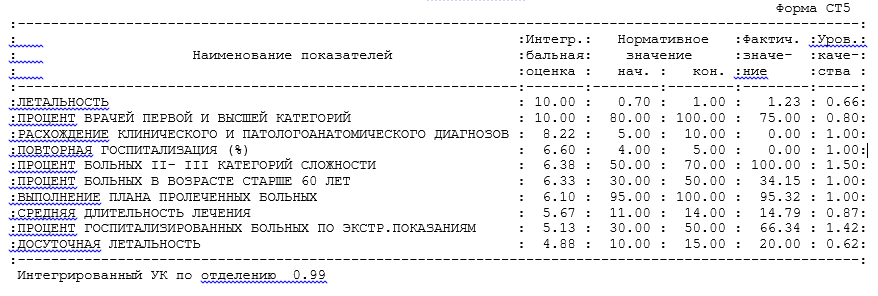 Форма СТ5
:----------------------------------------------------------------------------------------------------------:
: :Интегр.: Нормативное :Фактич. :Уров.:
: Наименование показателей :бальная: значение :значе- :каче-:
: :оценка : нач. : кон. :ние :ства :
:----------------------------------------------------------------------------------------------------------:
:ЛЕТАЛЬНОСТЬ : 10.00 : 0.70 : 1.00 : 1.23 : 0.66:
:ПРОЦЕНТ ВРАЧЕЙ ПЕРВОЙ И ВЫСШЕЙ КАТЕГОРИЙ : 10.00 : 80.00 : 100.00 : 75.00 : 0.80:
:РАСХОЖДЕНИЕ КЛИНИЧЕСКОГО И ПАТОЛОГОАНАТОМИЧЕСКОГО ДИАГНОЗОВ : 8.22 : 5.00 : 10.00 : 0.00 : 1.00:
:ПОВТОРНАЯ ГОСПИТАЛИЗАЦИЯ (%) : 6.60 : 4.00 : 5.00 : 0.00 : 1.00:
:ПРОЦЕНТ БОЛЬНЫХ II- III КАТЕГОРИЙ СЛОЖНОСТИ : 6.38 : 50.00 : 70.00 : 100.00 : 1.50:
:ПРОЦЕНТ БОЛЬНЫХ В ВОЗРАСТЕ СТАРШЕ 60 ЛЕТ : 6.33 : 30.00 : 50.00 : 34.15 : 1.00:
:ВЫПОЛНЕНИЕ ПЛАНА ПРОЛЕЧЕННЫХ БОЛЬНЫХ : 6.10 : 95.00 : 100.00 : 95.32 : 1.00:
:СРЕДНЯЯ ДЛИТЕЛЬНОСТЬ ЛЕЧЕНИЯ : 5.67 : 11.00 : 14.00 : 14.79 : 0.87:
:ПРОЦЕНТ ГОСПИТАЛИЗИРОВАННЫХ БОЛЬНЫХ ПО ЭКСТР.ПОКАЗАНИЯМ : 5.13 : 30.00 : 50.00 : 66.34 : 1.42:
:ДОСУТОЧНАЯ ЛЕТАЛЬНОСТЬ : 4.88 : 10.00 : 15.00 : 20.00 : 0.62:
:----------------------------------------------------------------------------------------------------------:
Интегрированный УК по отделению 0.99